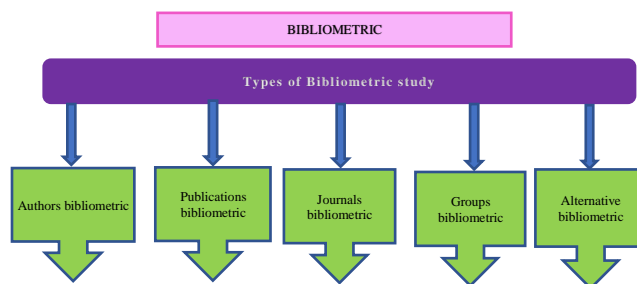 BIBLIOMETRIC
Types of Bibliometric study
Authors bibliometric
Publications
bibliometric
Journals
bibliometric
Groups
bibliometric
Alternative
bibliometric